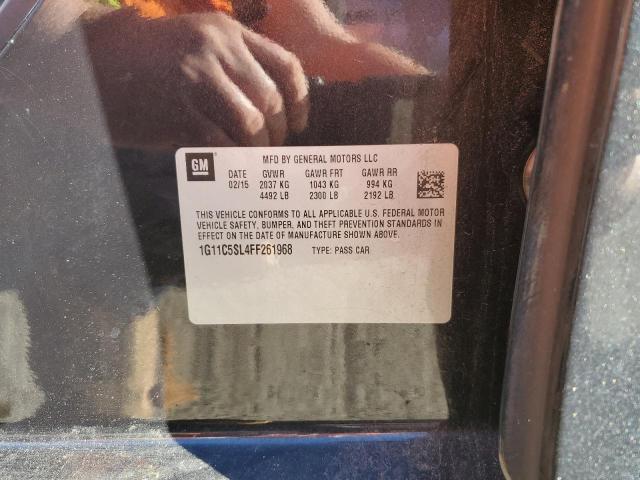 GM
MFD BY GENERAL MOTORS LLC
DATE GVWR GAWR FRT GAWR RR
02/15 2037 KG 1043 KG 994 KG
4492 LB 2300 LB 2192 LB
THIS VEHICLE CONFORMS TO ALL APPLICABLE U.S. FEDERAL MOTOR
VEHICLE SAFETY, BUMPER, AND THEFT PREVENTION STANDARDS IN
EFFECT ON THE DATE OF MANUFACTURE SHOWN ABOVE.
1G11C5SL4FF261968 TYPE: PASS CAR